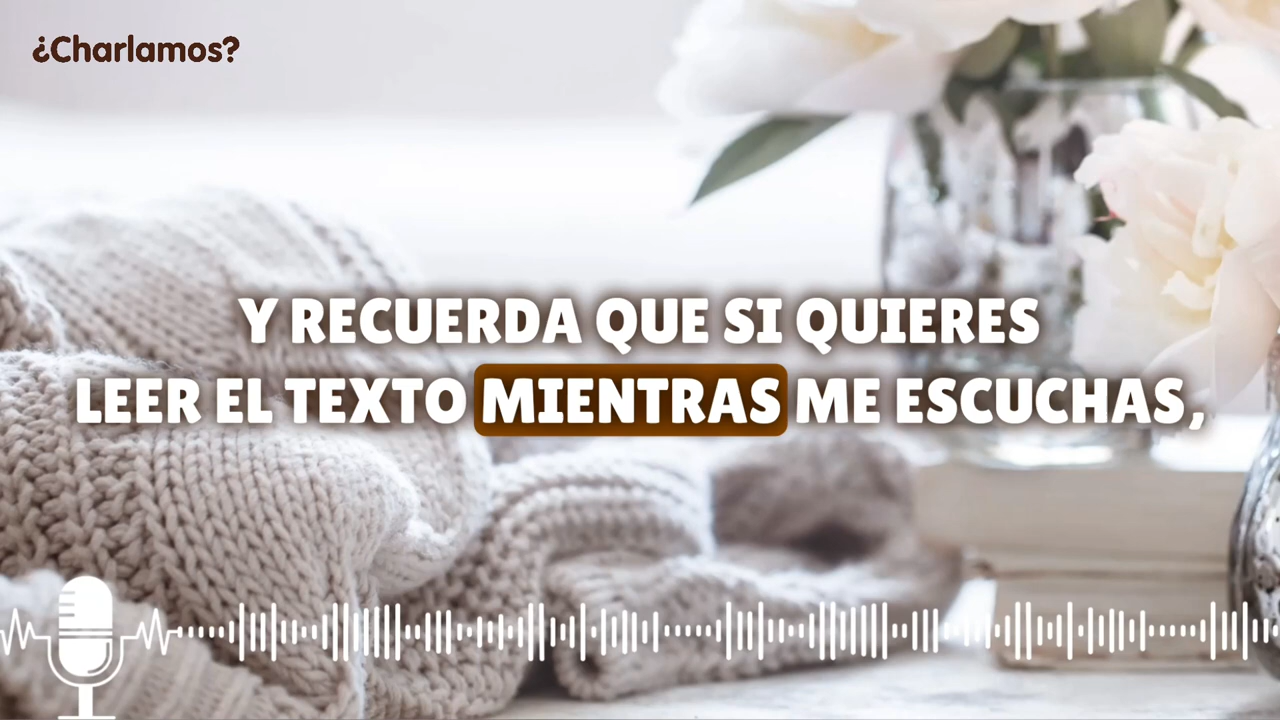 ¿Charlamos?
Y RECUERDA QUE SI QUIERES
LEER EL TEXTO MIENTRAS ME ESCUCHAS,